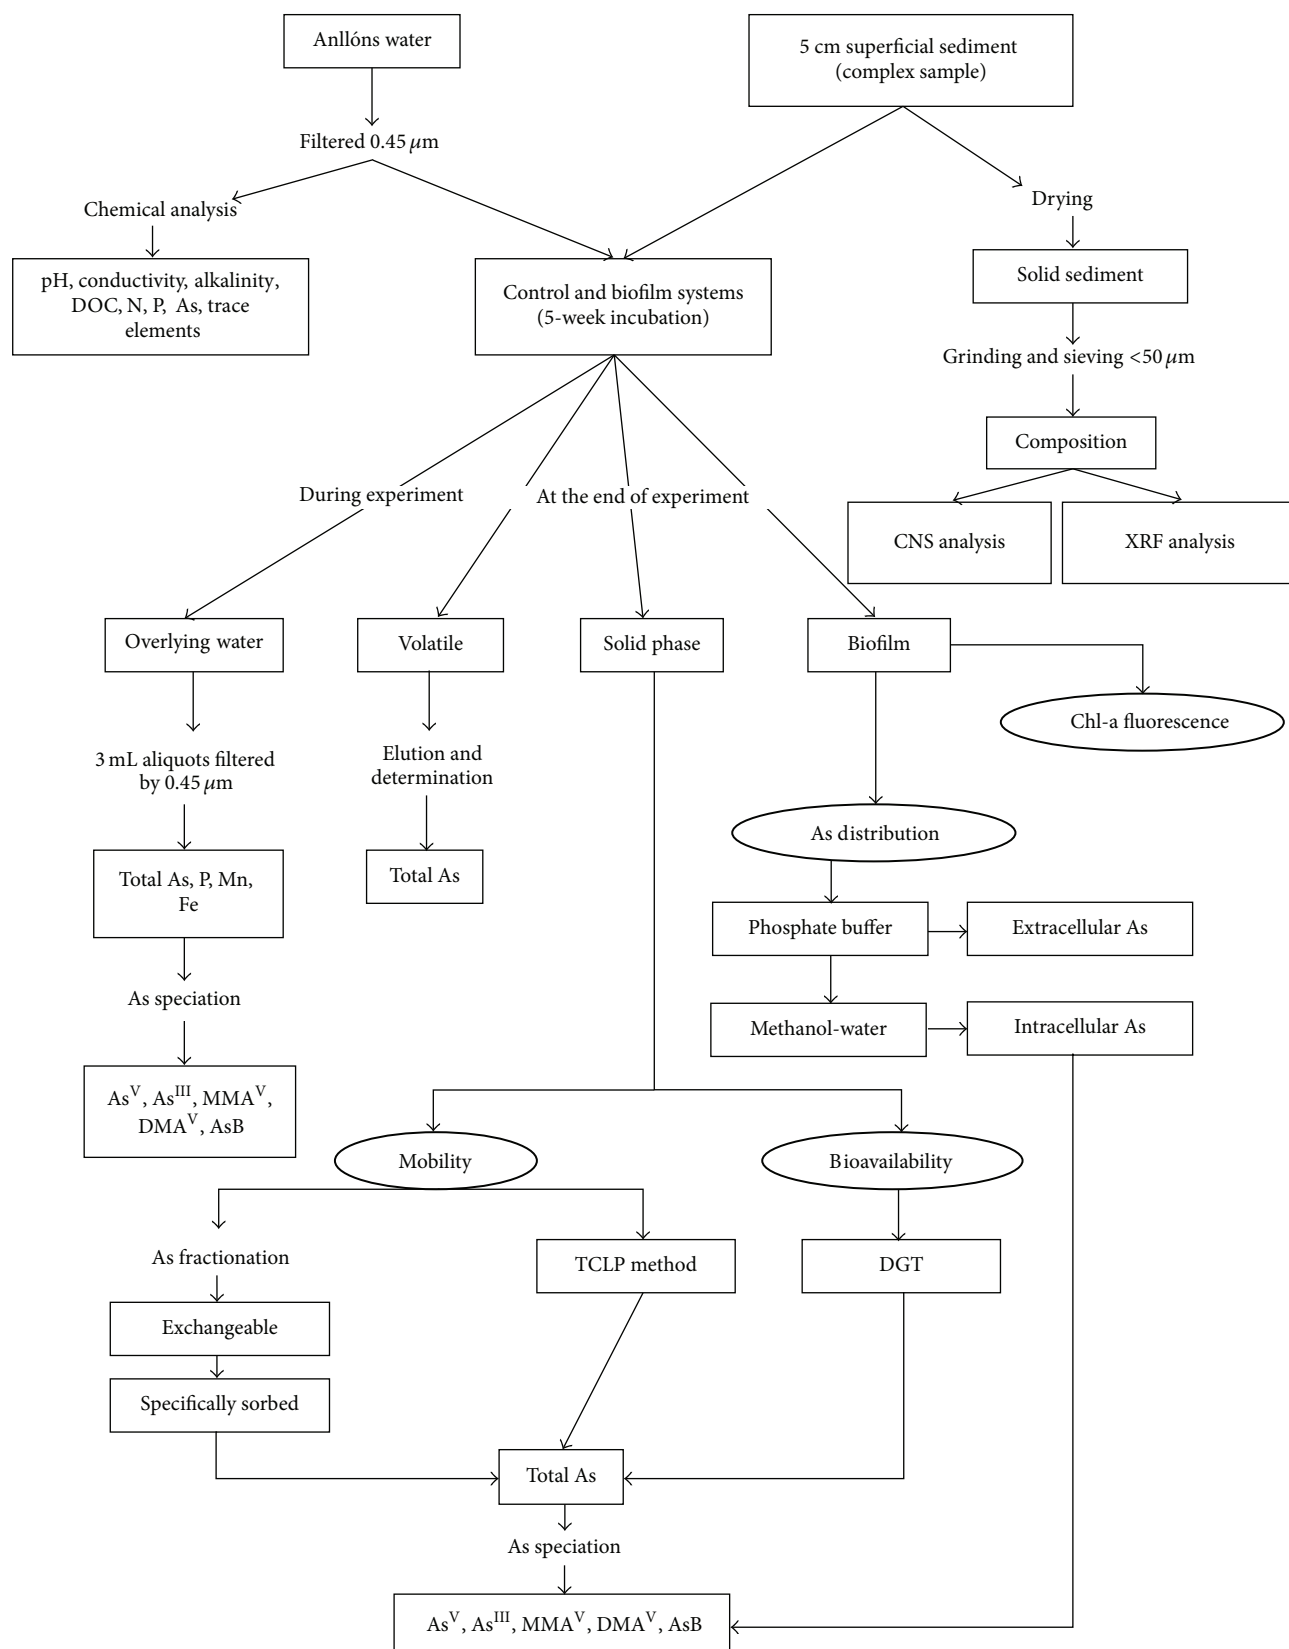 Anllóns water
5 cm superficial sediment
(complex sample)
Filtered 0.45 μm
Chemical analysis
Drying
pH, conductivity, alkalinity,
DOC, N, P, As, trace
elements
Control and biofilm systems
(5-week incubation)
Solid sediment
Grinding and sieving <50 μm
Composition
During experiment
At the end of experiment
CNS analysis
XRF analysis
Overlying water
Volatile
Solid phase
Biofilm
Chl-a fluorescence
3 mL aliquots filtered
by 0.45 μm
Elution and
determination
As distribution
Total As, P, Mn,
Fe
Total As
Phosphate buffer
Extracellular As
As speciation
Methanol-water
Intracellular As
As^V, As^III, MMA^V,
DMA^V, AsB
Mobility
Bioavailability
As fractionation
TCLP method
DGT
Exchangeable
Specifically sorbed
Total As
As speciation
As^V, As^III, MMA^V, DMA^V, AsB